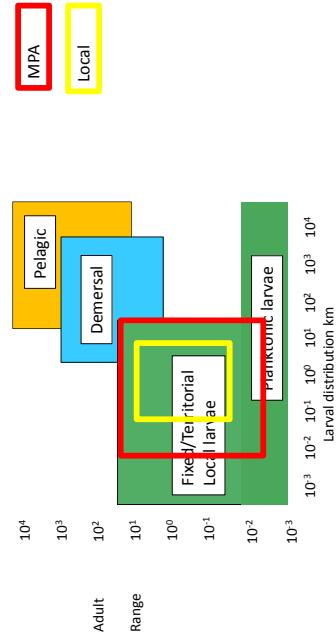 MPA
Local
Pelagic
Demersal
Fixed/Territorial
Local larvae
Planktonic larvae
10⁴
10³
10²
10¹
10⁰
10⁻¹
10⁻²
10⁻³
Adult
Range
10⁻³
10⁻²
10⁻¹
10⁰
10¹
10²
10³
10⁴
Larval distribution km